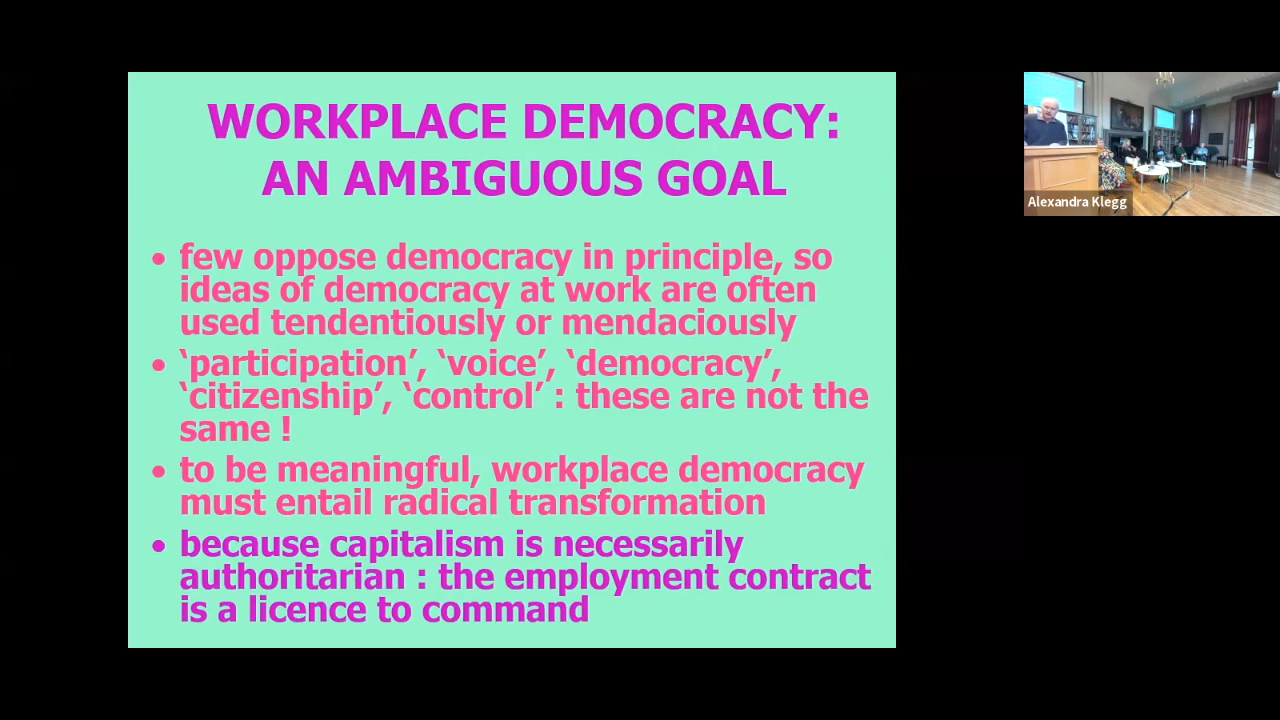 WORKPLACE DEMOCRACY:
AN AMBIGUOUS GOAL
• few oppose democracy in principle, so
ideas of democracy at work are often
used tendentiously or mendaciously
• ‘participation’, ‘voice’, ‘democracy’,
‘citizenship’, ‘control’ : these are not the
same !
• to be meaningful, workplace democracy
must entail radical transformation
• because capitalism is necessarily
authoritarian : the employment contract
is a licence to command
Alexandra Klegg